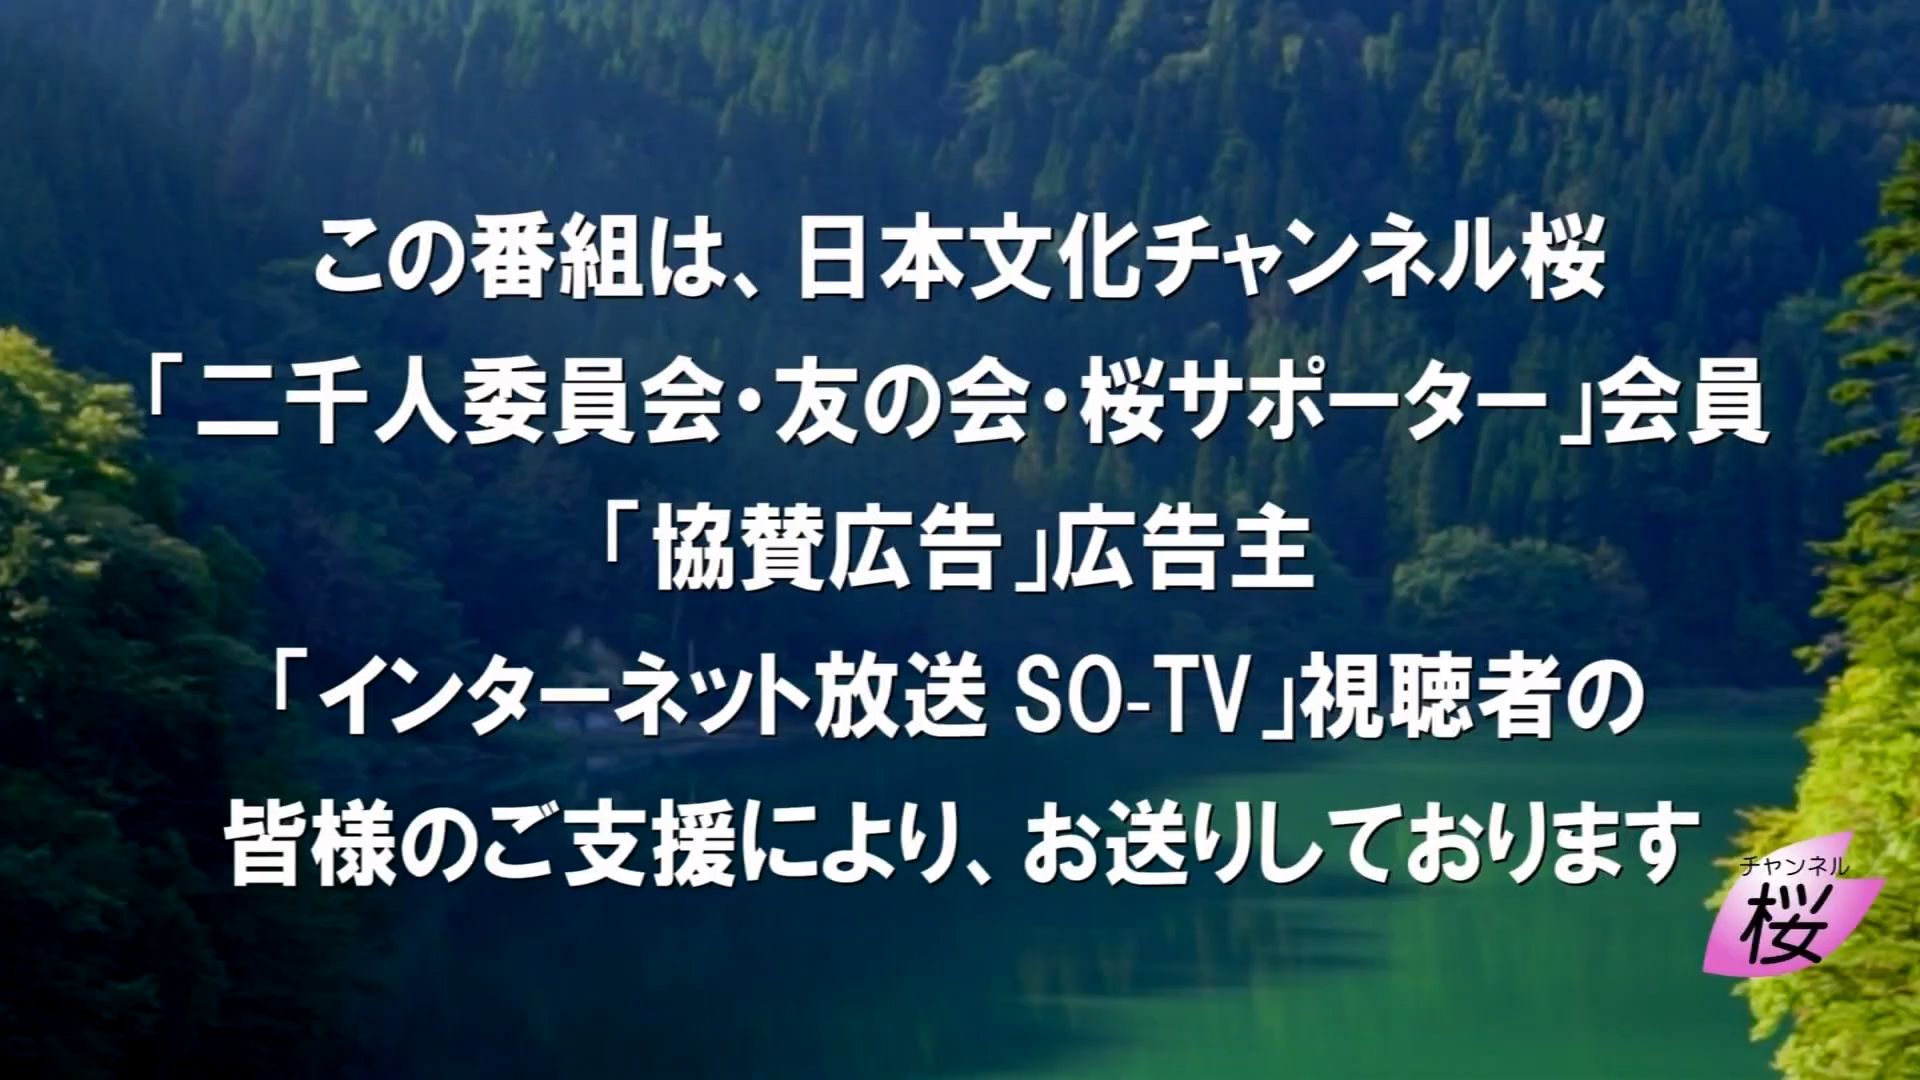 この番組は、日本文化チャンネル桜
「二千人委員会・友の会・桜サポーター」会員
「協賛広告」広告主
「インターネット放送 SO-TV」視聴者の
皆様のご支援により、お送りしております
チャンネル
桜